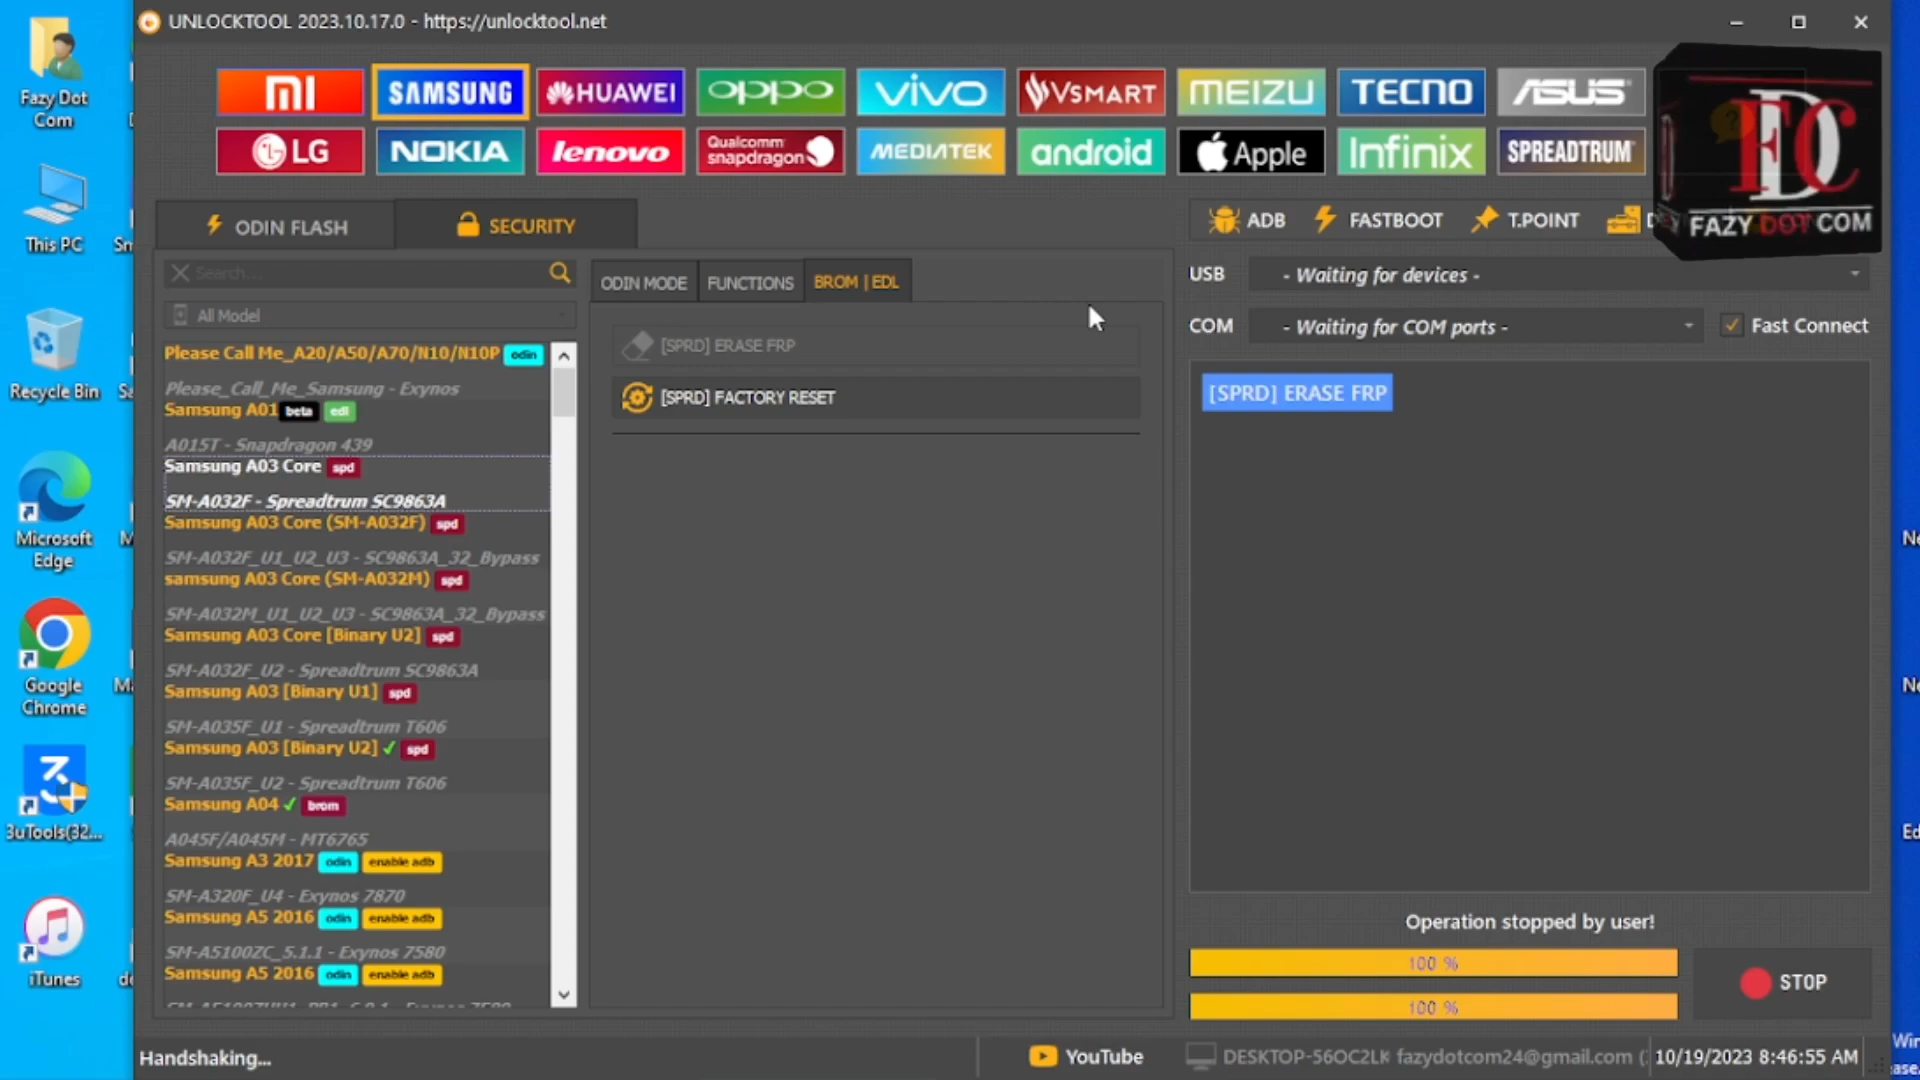 UNLOCKTOOL 2023.10.17.0 - https://unlocktool.net
mi SAMSUNG HUAWEI oppo vivo VSMART MEIZU TECNO ASUS
LG NOKIA lenovo Qualcomm snapdragon MEDIATEK android Apple Infinix SPREADTRUM
FDC
FAZY DOT COM
ODIN FLASH
SECURITY
ADB
FASTBOOT
T.POINT
Search...
All Model
ODIN MODE
FUNCTIONS
BROM | EDL
USB
- Waiting for devices -
COM
- Waiting for COM ports -
Fast Connect
Please Call Me_A20/A50/A70/N10/N10P odin
Please_Call_Me_Samsung - Exynos
Samsung A01 beta edl
A015T - Snapdragon 439
Samsung A03 Core spd
SM-A032F - Spreadtrum SC9863A
Samsung A03 Core (SM-A032F) spd
SM-A032F_U1_U2_U3 - SC9863A_32_Bypass
samsung A03 Core (SM-A032M) spd
SM-A032M_U1_U2_U3 - SC9863A_32_Bypass
Samsung A03 Core [Binary U2] spd
SM-A032F_U2 - Spreadtrum SC9863A
Samsung A03 [Binary U1] spd
SM-A035F_U1 - Spreadtrum T606
Samsung A03 [Binary U2] ✓ spd
SM-A035F_U2 - Spreadtrum T606
Samsung A04 ✓ brom
A045F/A045M - MT6765
Samsung A3 2017 odin enable adb
SM-A320F_U4 - Exynos 7870
Samsung A5 2016 odin enable adb
SM-A5100ZC_5.1.1 - Exynos 7580
Samsung A5 2016 odin enable adb
[SPRD] ERASE FRP
[SPRD] FACTORY RESET
[SPRD] ERASE FRP
Operation stopped by user!
100 %
100 %
STOP
Handshaking...
YouTube
DESKTOP-56OC2LK fazydotcom24@gmail.com (
10/19/2023 8:46:55 AM
Fazy Dot
Com
This PC
Recycle Bin
Microsoft
Edge
Google
Chrome
3uTools(32...
iTunes